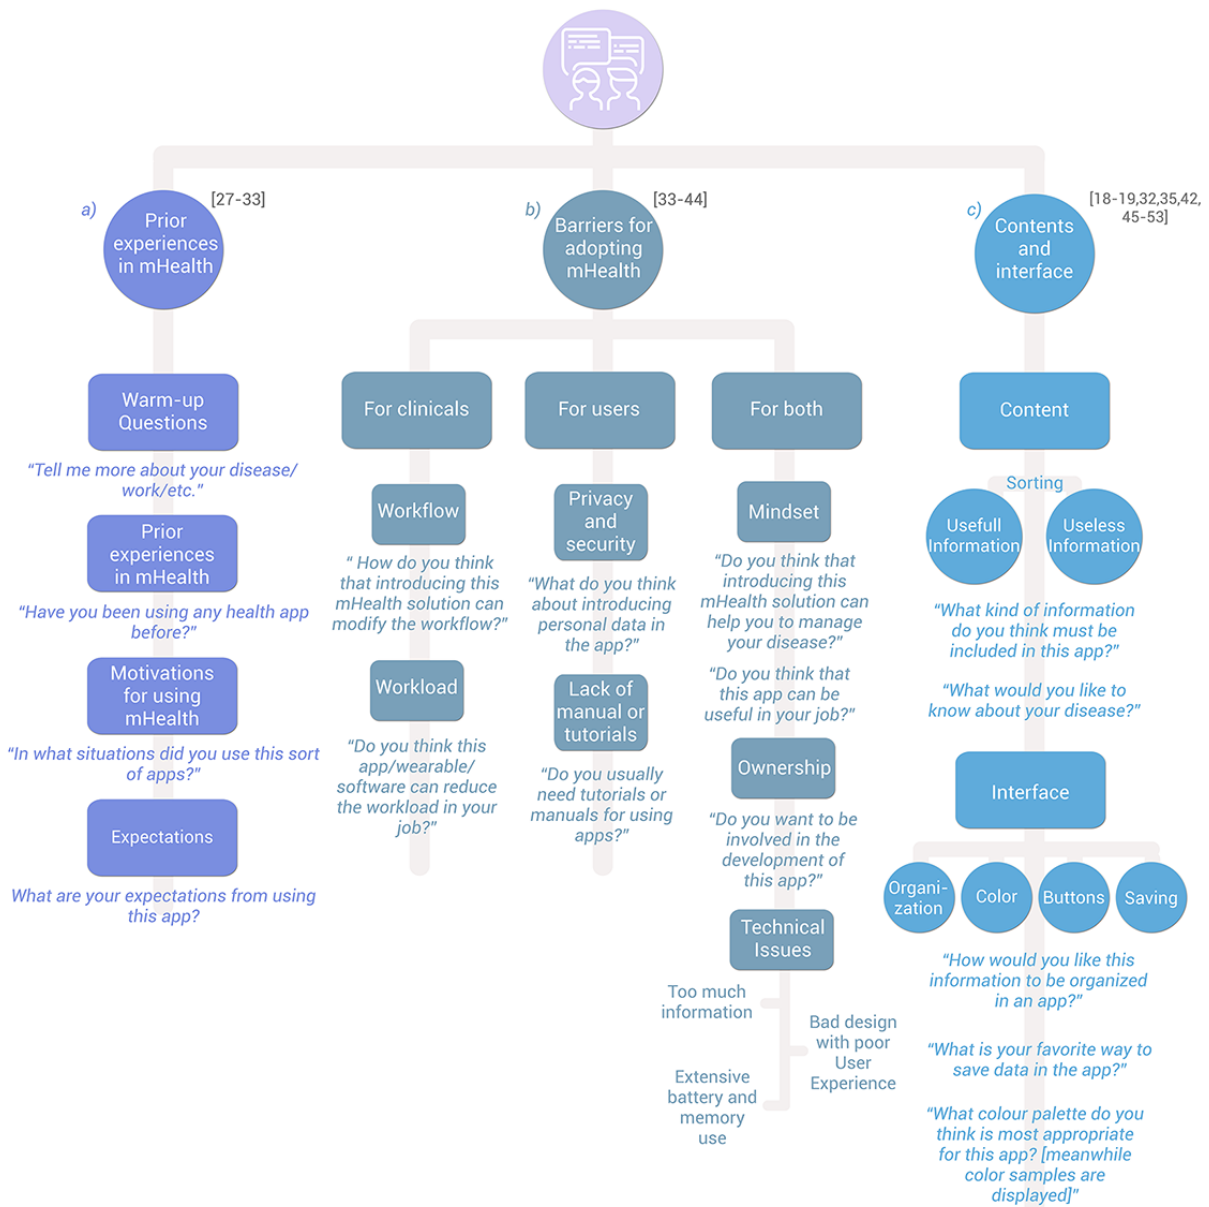 a)
Prior
experiences
in mHealth
[27-33]
Warm-up
Questions
“Tell me more about your disease/
work/etc."
Prior
experiences
in mHealth
“Have you been using any health app
before?”
Motivations
for using
mHealth
“In what situations did you use this sort
of apps?”
Expectations
What are your expectations from using
this app?
b)
Barriers for
adopting
mHealth
[33-44]
For clinicals
Workflow
“ How do you think
that introducing this
mHealth solution can
modify the workflow?”
Workload
“Do you think this
app/wearable/
software can reduce
the workload in your
job?”
For users
Privacy
and
security
“What do you think
about introducing
personal data in
the app?”
Lack of
manual or
tutorials
“Do you usually
need tutorials or
manuals for using
apps?”
For both
Mindset
“Do you think that
introducing this
mHealth solution can
help you to manage
your disease?”
“Do you think that
this app can be
useful in your job?”
Ownership
“Do you want to be
involved in the
development of
this app?”
Technical
Issues
Too much
information
Bad design
with poor
User
Experience
Extensive
battery and
memory
use
c)
Contents
and
interface
[18-19,32,35,42,
45-53]
Content
Sorting
Usefull
Information
Useless
Information
“What kind of information
do you think must be
included in this app?”
“What would you like to
know about your disease?”
Interface
Organi-
zation
Color
Buttons
Saving
“How would you like this
information to be organized
in an app?”
“What is your favorite way to
save data in the app?”
“What colour palette do you
think is most appropriate
for this app? [meanwhile
color samples are
displayed]”